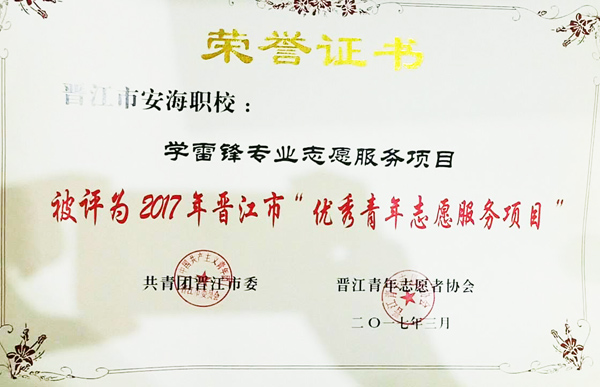 荣誉证书
晋江市安海职校：
学雷锋专业志愿服务项目
被评为2017年晋江市“优秀青年志愿服务项目”
共青团晋江市委 晋江青年志愿者协会
二〇一七年三月